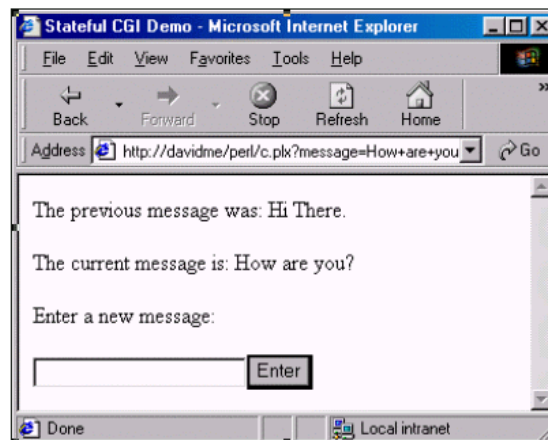 Stateful CGI Demo - Microsoft Internet Explorer
File Edit View Favorites Tools Help
Back Forward Stop Refresh Home »
Address http://davidme/perl/c.plx?message=How+are+you Go
The previous message was: Hi There.
The current message is: How are you?
Enter a new message:
Enter
Done Local intranet